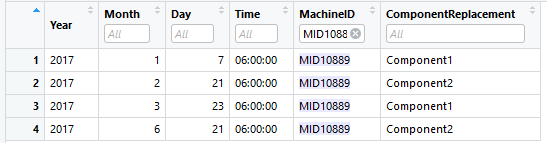 Year Month Day Time MachineID ComponentReplacement
All All All MID1088 All
1 2017 1 7 06:00:00 MID10889 Component1
2 2017 2 21 06:00:00 MID10889 Component2
3 2017 3 23 06:00:00 MID10889 Component1
4 2017 6 21 06:00:00 MID10889 Component2